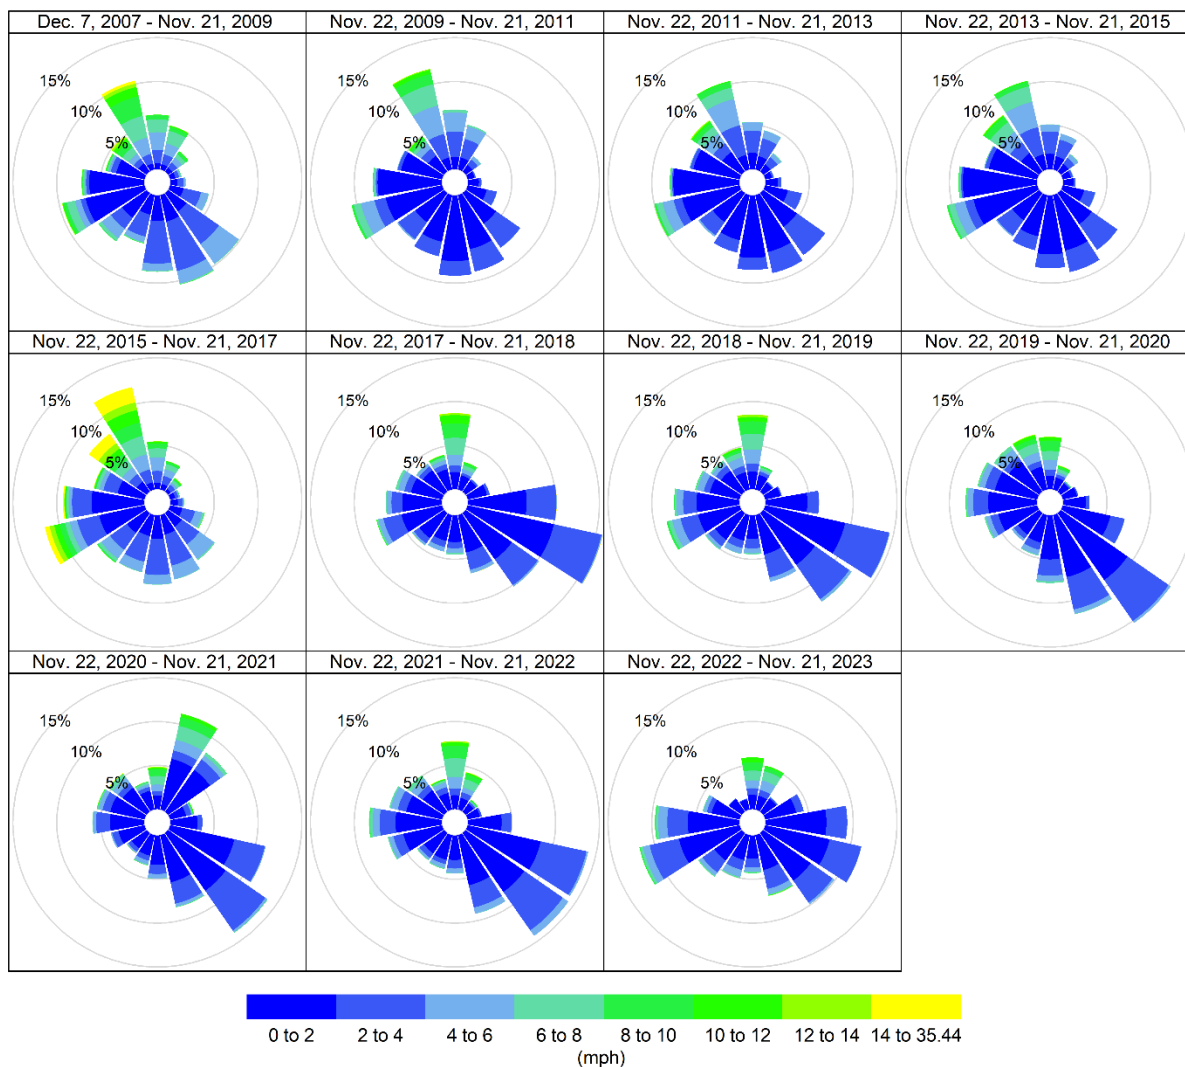 Dec. 7, 2007 - Nov. 21, 2009
Nov. 22, 2009 - Nov. 21, 2011
Nov. 22, 2011 - Nov. 21, 2013
Nov. 22, 2013 - Nov. 21, 2015
15%
10%
5%
15%
10%
5%
15%
10%
5%
15%
10%
5%
Nov. 22, 2015 - Nov. 21, 2017
Nov. 22, 2017 - Nov. 21, 2018
Nov. 22, 2018 - Nov. 21, 2019
Nov. 22, 2019 - Nov. 21, 2020
15%
10%
5%
15%
10%
5%
15%
10%
5%
15%
10%
5%
Nov. 22, 2020 - Nov. 21, 2021
Nov. 22, 2021 - Nov. 21, 2022
Nov. 22, 2022 - Nov. 21, 2023
15%
10%
5%
15%
10%
5%
15%
10%
5%
0 to 2 2 to 4 4 to 6 6 to 8 8 to 10 10 to 12 12 to 14 14 to 35.44
(mph)